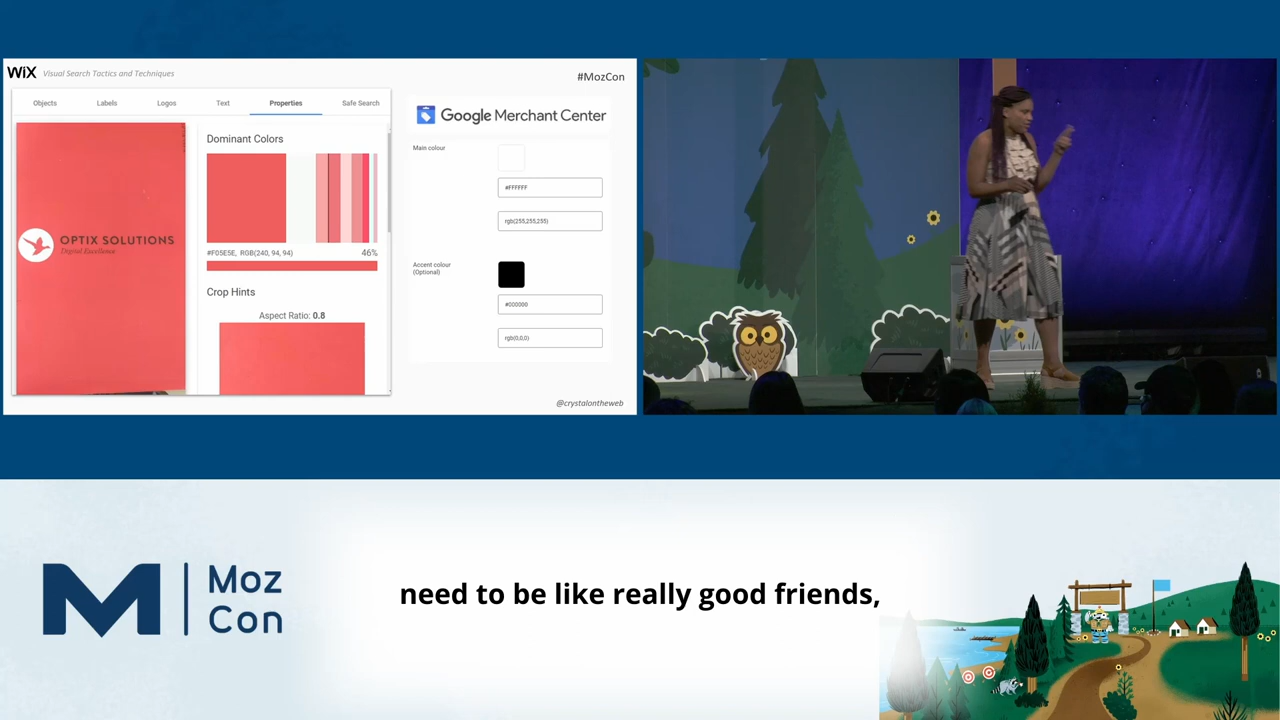 WiX Visual Search Tactics and Techniques
#MozCon
Objects Labels Logos Text Properties Safe Search
OPTIX SOLUTIONS
Digital Excellence
Dominant Colors
#F05E5E, RGB(240, 94, 94) 46%
Crop Hints
Aspect Ratio: 0.8
Google Merchant Center
Main colour
#FFFFFF
rgb(255,255,255)
Accent colour
(Optional)
#000000
rgb(0,0,0)
@crystalontheweb
M Moz
Con
need to be like really good friends,